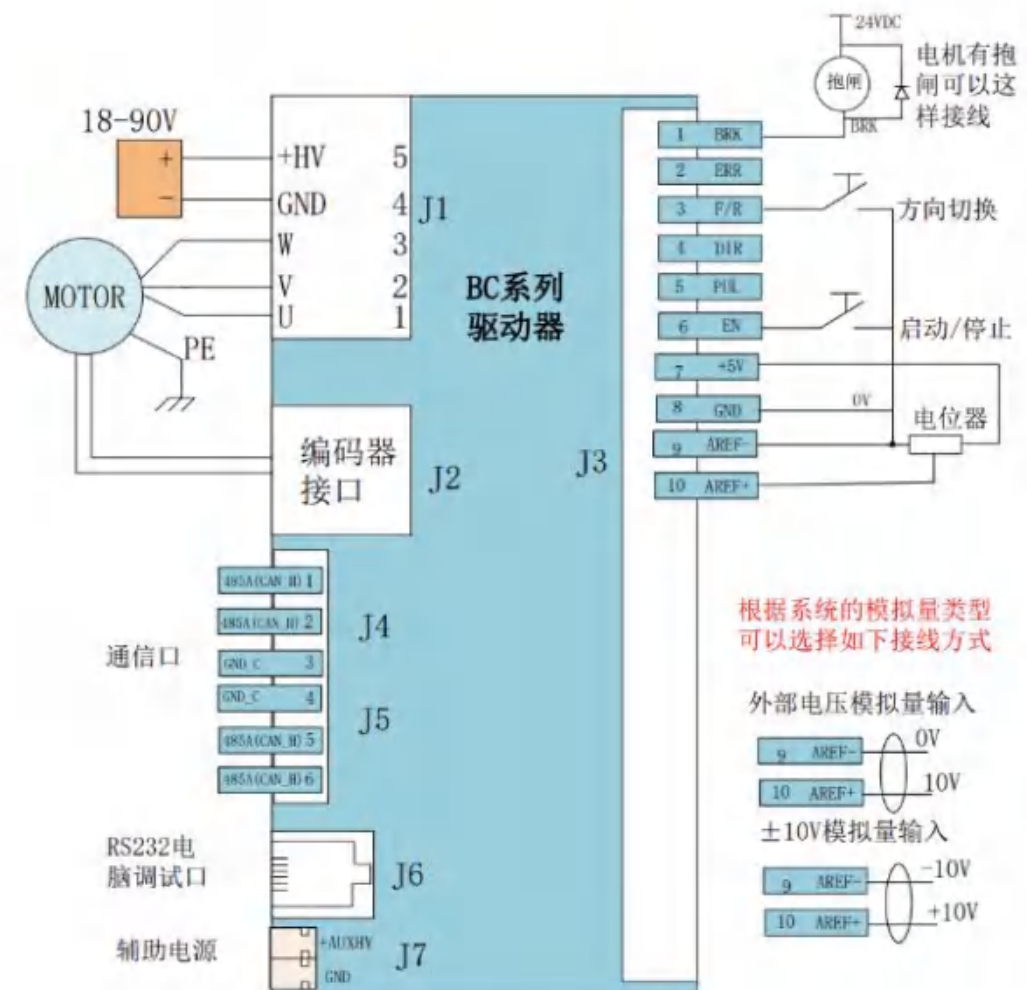 24VDC
抱闸
电机有抱
闸可以这
样接线
BRK
18-90V
+
-
+HV 5
GND 4
W 3
V 2
U 1
J1
MOTOR
PE
BC系列
驱动器
1 BRK
2 ERR
3 F/R
4 DIR
5 PUL
6 EN
7 +5V
8 GND
9 AREF-
10 AREF+
方向切换
启动/停止
0V
电位器
编码器
接口
J2
J3
485A(CAN_H) 1
485A(CAN_H) 2
GND_C 3
GND_C 4
485A(CAN_H) 5
485A(CAN_H) 6
通信口
J4
J5
根据系统的模拟量类型
可以选择如下接线方式
外部电压模拟量输入
9 AREF- 0V
10 AREF+ 10V
±10V模拟量输入
9 AREF- -10V
10 AREF+ +10V
RS232电
脑调试口
J6
辅助电源
+AUXHV
GND
J7